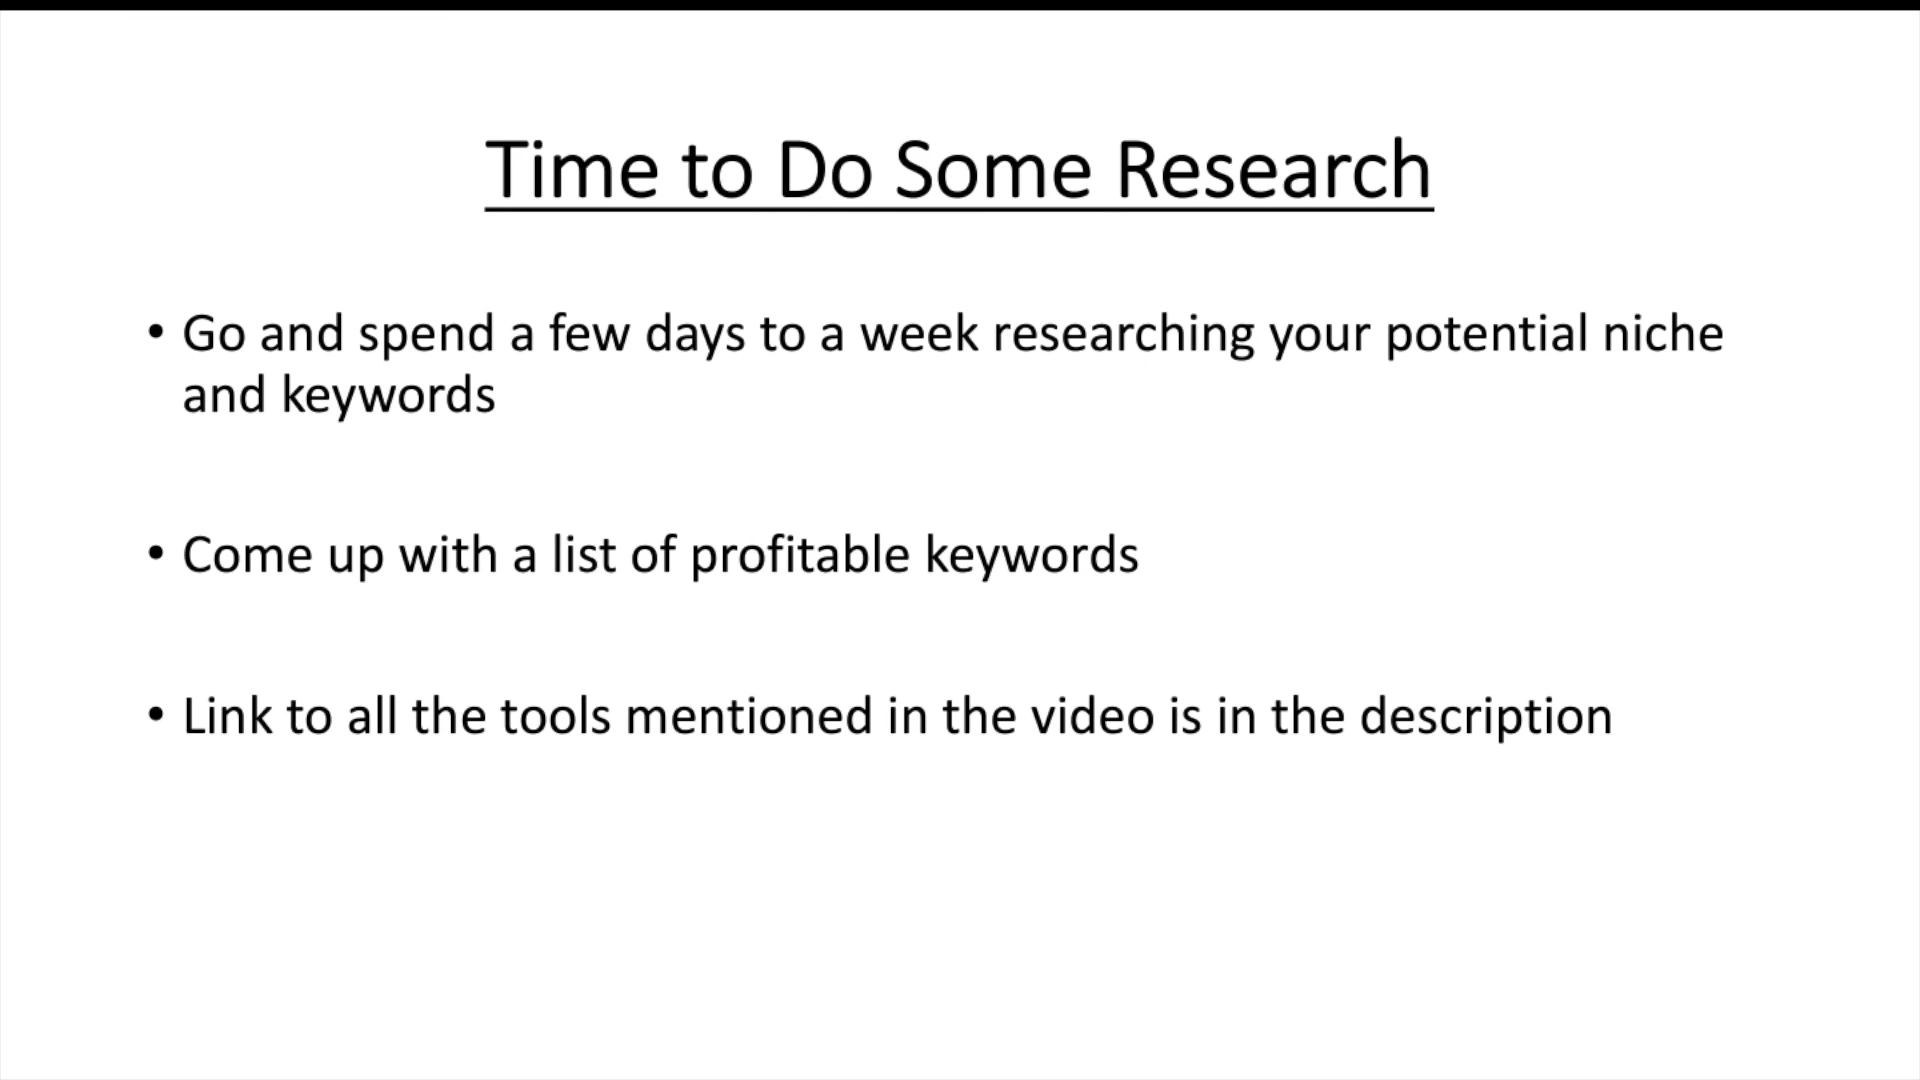 Time to Do Some Research
• Go and spend a few days to a week researching your potential niche
and keywords
• Come up with a list of profitable keywords
• Link to all the tools mentioned in the video is in the description